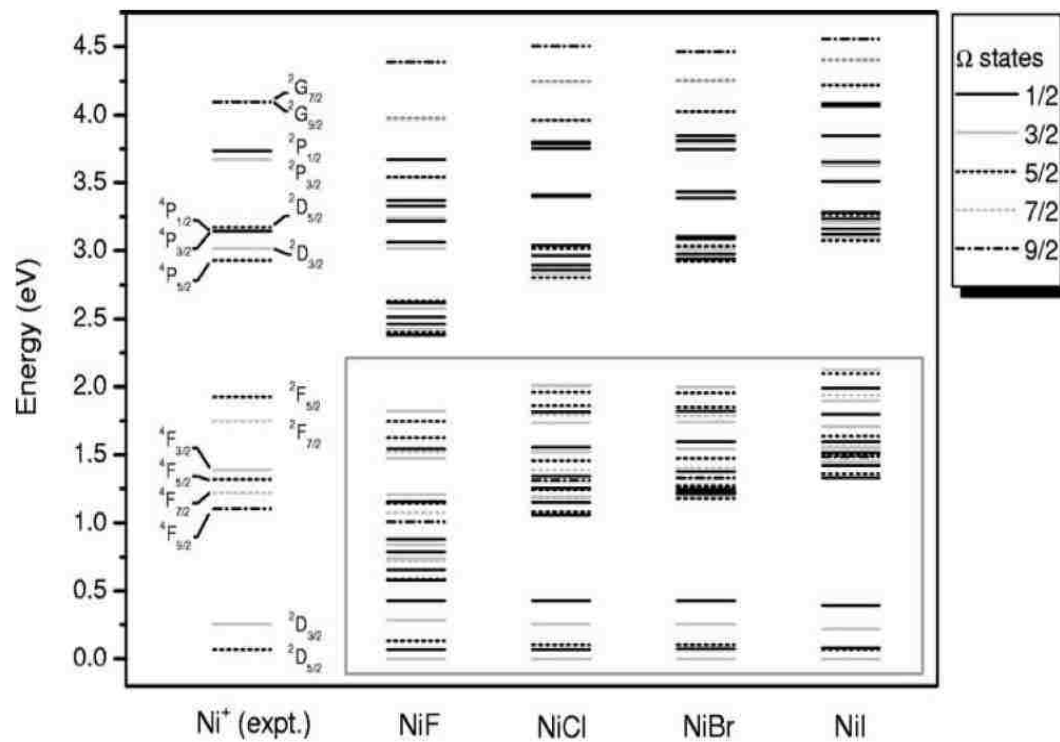 Energy (eV)
4.5
4.0
3.5
3.0
2.5
2.0
1.5
1.0
0.5
0.0
²G₇/₂
²G₉/₂
²P₁/₂
²P₃/₂
⁴P₁/₂
²D₅/₂
⁴P₃/₂
²D₃/₂
⁴P₅/₂
²F₅/₂
²F₇/₂
⁴F₃/₂
⁴F₅/₂
⁴F₇/₂
⁴F₉/₂
²D₃/₂
²D₅/₂
Ni⁺ (expt.)
NiF
NiCl
NiBr
NiI
Ω states
1/2
3/2
5/2
7/2
9/2